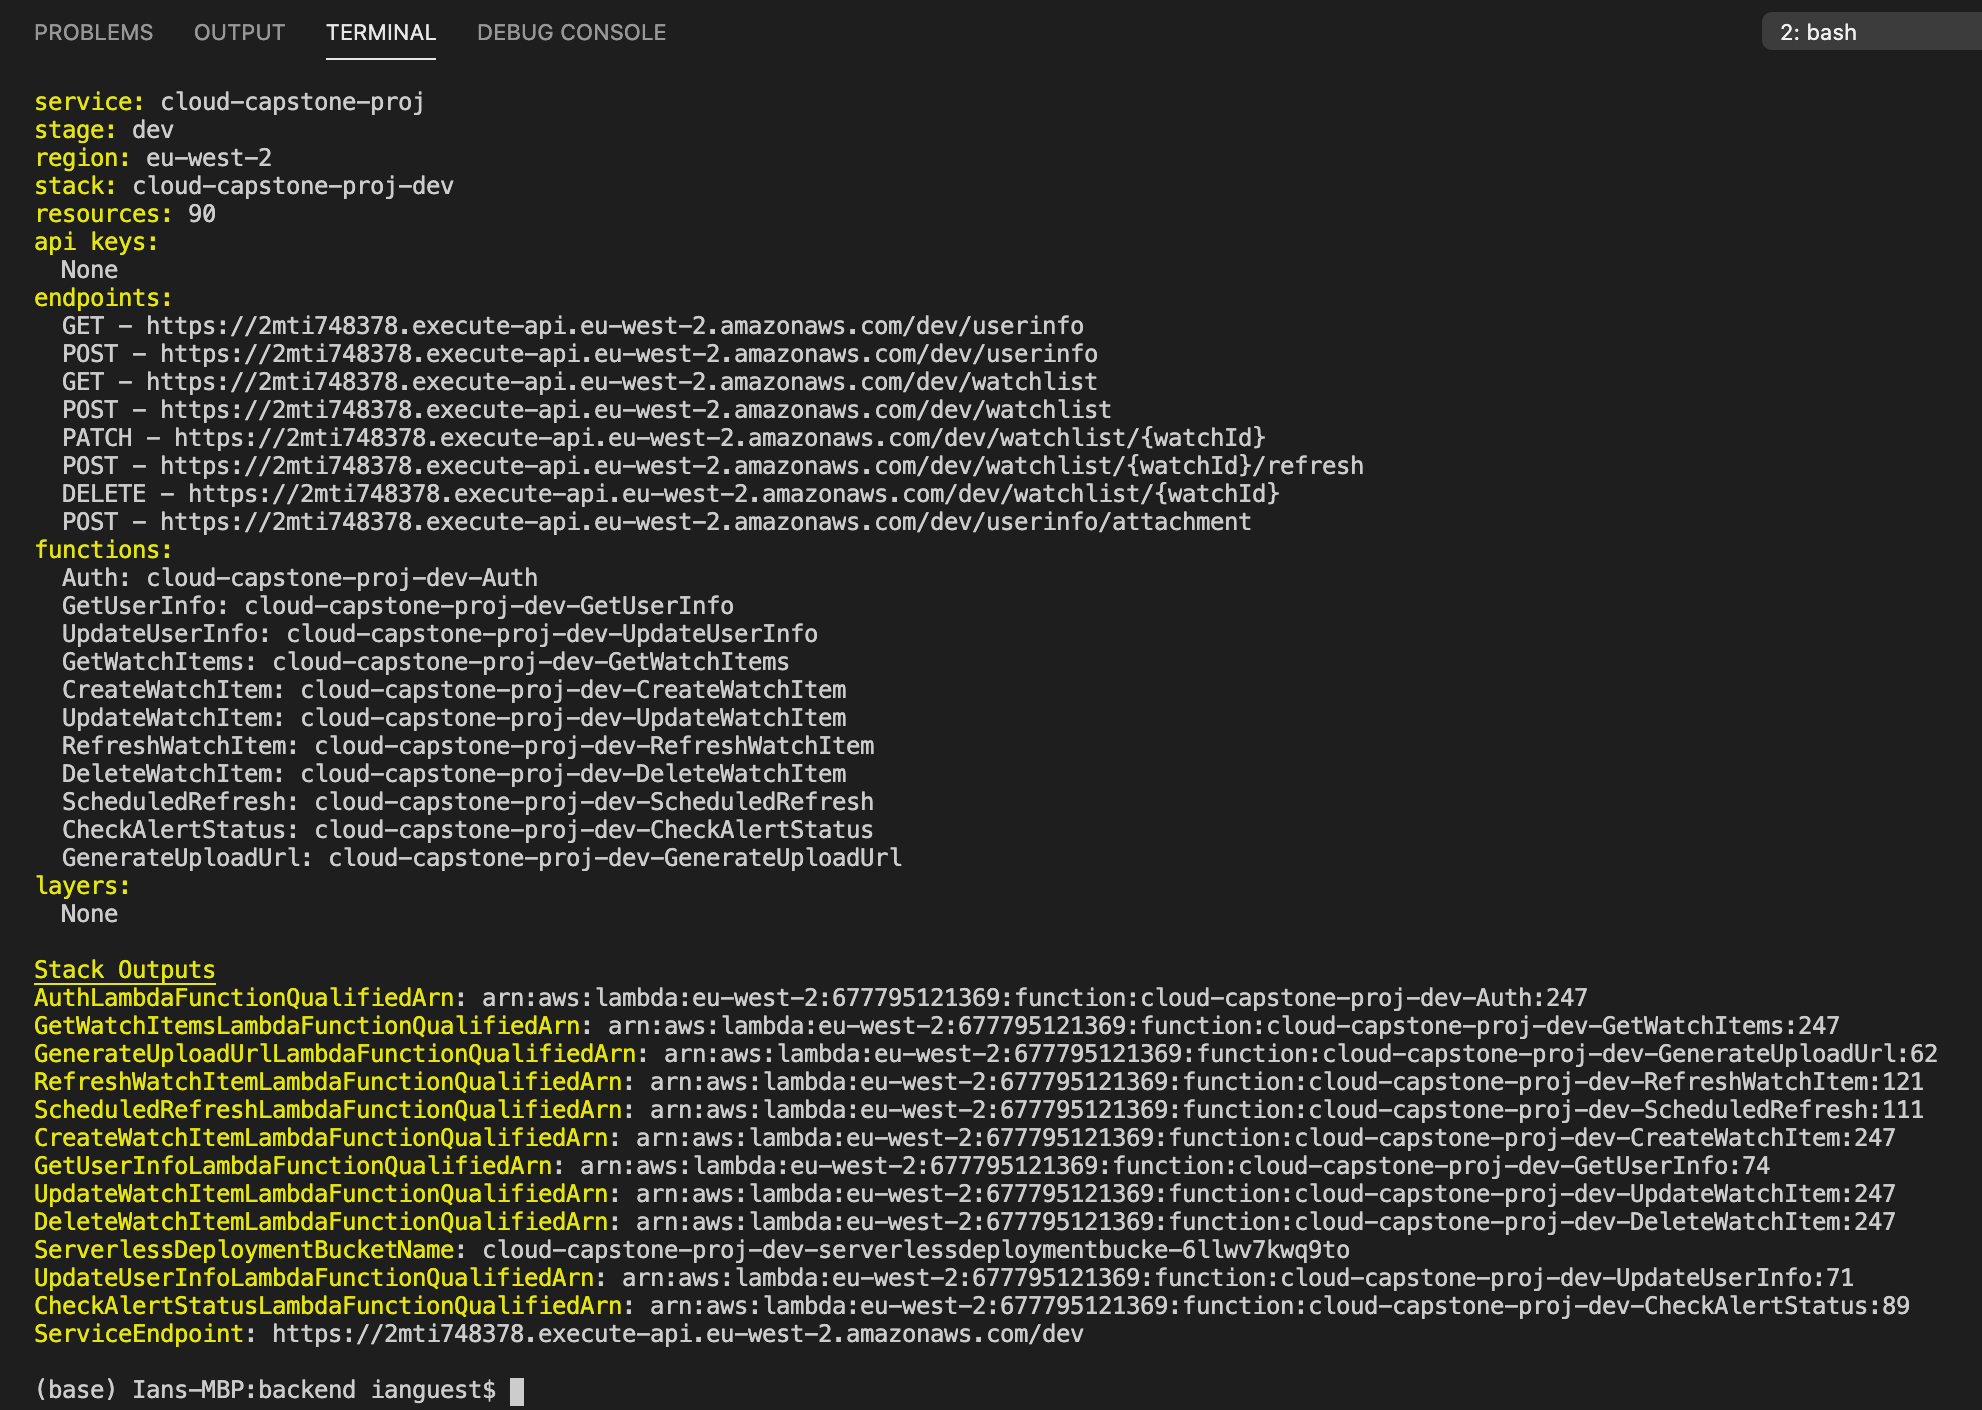 PROBLEMS OUTPUT TERMINAL DEBUG CONSOLE 2: bash
service: cloud-capstone-proj
stage: dev
region: eu-west-2
stack: cloud-capstone-proj-dev
resources: 90
api keys:
  None
endpoints:
  GET - https://2mti748378.execute-api.eu-west-2.amazonaws.com/dev/userinfo
  POST - https://2mti748378.execute-api.eu-west-2.amazonaws.com/dev/userinfo
  GET - https://2mti748378.execute-api.eu-west-2.amazonaws.com/dev/watchlist
  POST - https://2mti748378.execute-api.eu-west-2.amazonaws.com/dev/watchlist
  PATCH - https://2mti748378.execute-api.eu-west-2.amazonaws.com/dev/watchlist/{watchId}
  POST - https://2mti748378.execute-api.eu-west-2.amazonaws.com/dev/watchlist/{watchId}/refresh
  DELETE - https://2mti748378.execute-api.eu-west-2.amazonaws.com/dev/watchlist/{watchId}
  POST - https://2mti748378.execute-api.eu-west-2.amazonaws.com/dev/userinfo/attachment
functions:
  Auth: cloud-capstone-proj-dev-Auth
  GetUserInfo: cloud-capstone-proj-dev-GetUserInfo
  UpdateUserInfo: cloud-capstone-proj-dev-UpdateUserInfo
  GetWatchItems: cloud-capstone-proj-dev-GetWatchItems
  CreateWatchItem: cloud-capstone-proj-dev-CreateWatchItem
  UpdateWatchItem: cloud-capstone-proj-dev-UpdateWatchItem
  RefreshWatchItem: cloud-capstone-proj-dev-RefreshWatchItem
  DeleteWatchItem: cloud-capstone-proj-dev-DeleteWatchItem
  ScheduledRefresh: cloud-capstone-proj-dev-ScheduledRefresh
  CheckAlertStatus: cloud-capstone-proj-dev-CheckAlertStatus
  GenerateUploadUrl: cloud-capstone-proj-dev-GenerateUploadUrl
layers:
  None
Stack Outputs
AuthLambdaFunctionQualifiedArn: arn:aws:lambda:eu-west-2:677795121369:function:cloud-capstone-proj-dev-Auth:247
GetWatchItemsLambdaFunctionQualifiedArn: arn:aws:lambda:eu-west-2:677795121369:function:cloud-capstone-proj-dev-GetWatchItems:247
GenerateUploadUrlLambdaFunctionQualifiedArn: arn:aws:lambda:eu-west-2:677795121369:function:cloud-capstone-proj-dev-GenerateUploadUrl:62
RefreshWatchItemLambdaFunctionQualifiedArn: arn:aws:lambda:eu-west-2:677795121369:function:cloud-capstone-proj-dev-RefreshWatchItem:121
ScheduledRefreshLambdaFunctionQualifiedArn: arn:aws:lambda:eu-west-2:677795121369:function:cloud-capstone-proj-dev-ScheduledRefresh:111
CreateWatchItemLambdaFunctionQualifiedArn: arn:aws:lambda:eu-west-2:677795121369:function:cloud-capstone-proj-dev-CreateWatchItem:247
GetUserInfoLambdaFunctionQualifiedArn: arn:aws:lambda:eu-west-2:677795121369:function:cloud-capstone-proj-dev-GetUserInfo:74
UpdateWatchItemLambdaFunctionQualifiedArn: arn:aws:lambda:eu-west-2:677795121369:function:cloud-capstone-proj-dev-UpdateWatchItem:247
DeleteWatchItemLambdaFunctionQualifiedArn: arn:aws:lambda:eu-west-2:677795121369:function:cloud-capstone-proj-dev-DeleteWatchItem:247
ServerlessDeploymentBucketName: cloud-capstone-proj-dev-serverlessdeploymentbucke-6llwv7kwq9to
UpdateUserInfoLambdaFunctionQualifiedArn: arn:aws:lambda:eu-west-2:677795121369:function:cloud-capstone-proj-dev-UpdateUserInfo:71
CheckAlertStatusLambdaFunctionQualifiedArn: arn:aws:lambda:eu-west-2:677795121369:function:cloud-capstone-proj-dev-CheckAlertStatus:89
ServiceEndpoint: https://2mti748378.execute-api.eu-west-2.amazonaws.com/dev
(base) Ians-MBP:backend ianguest$